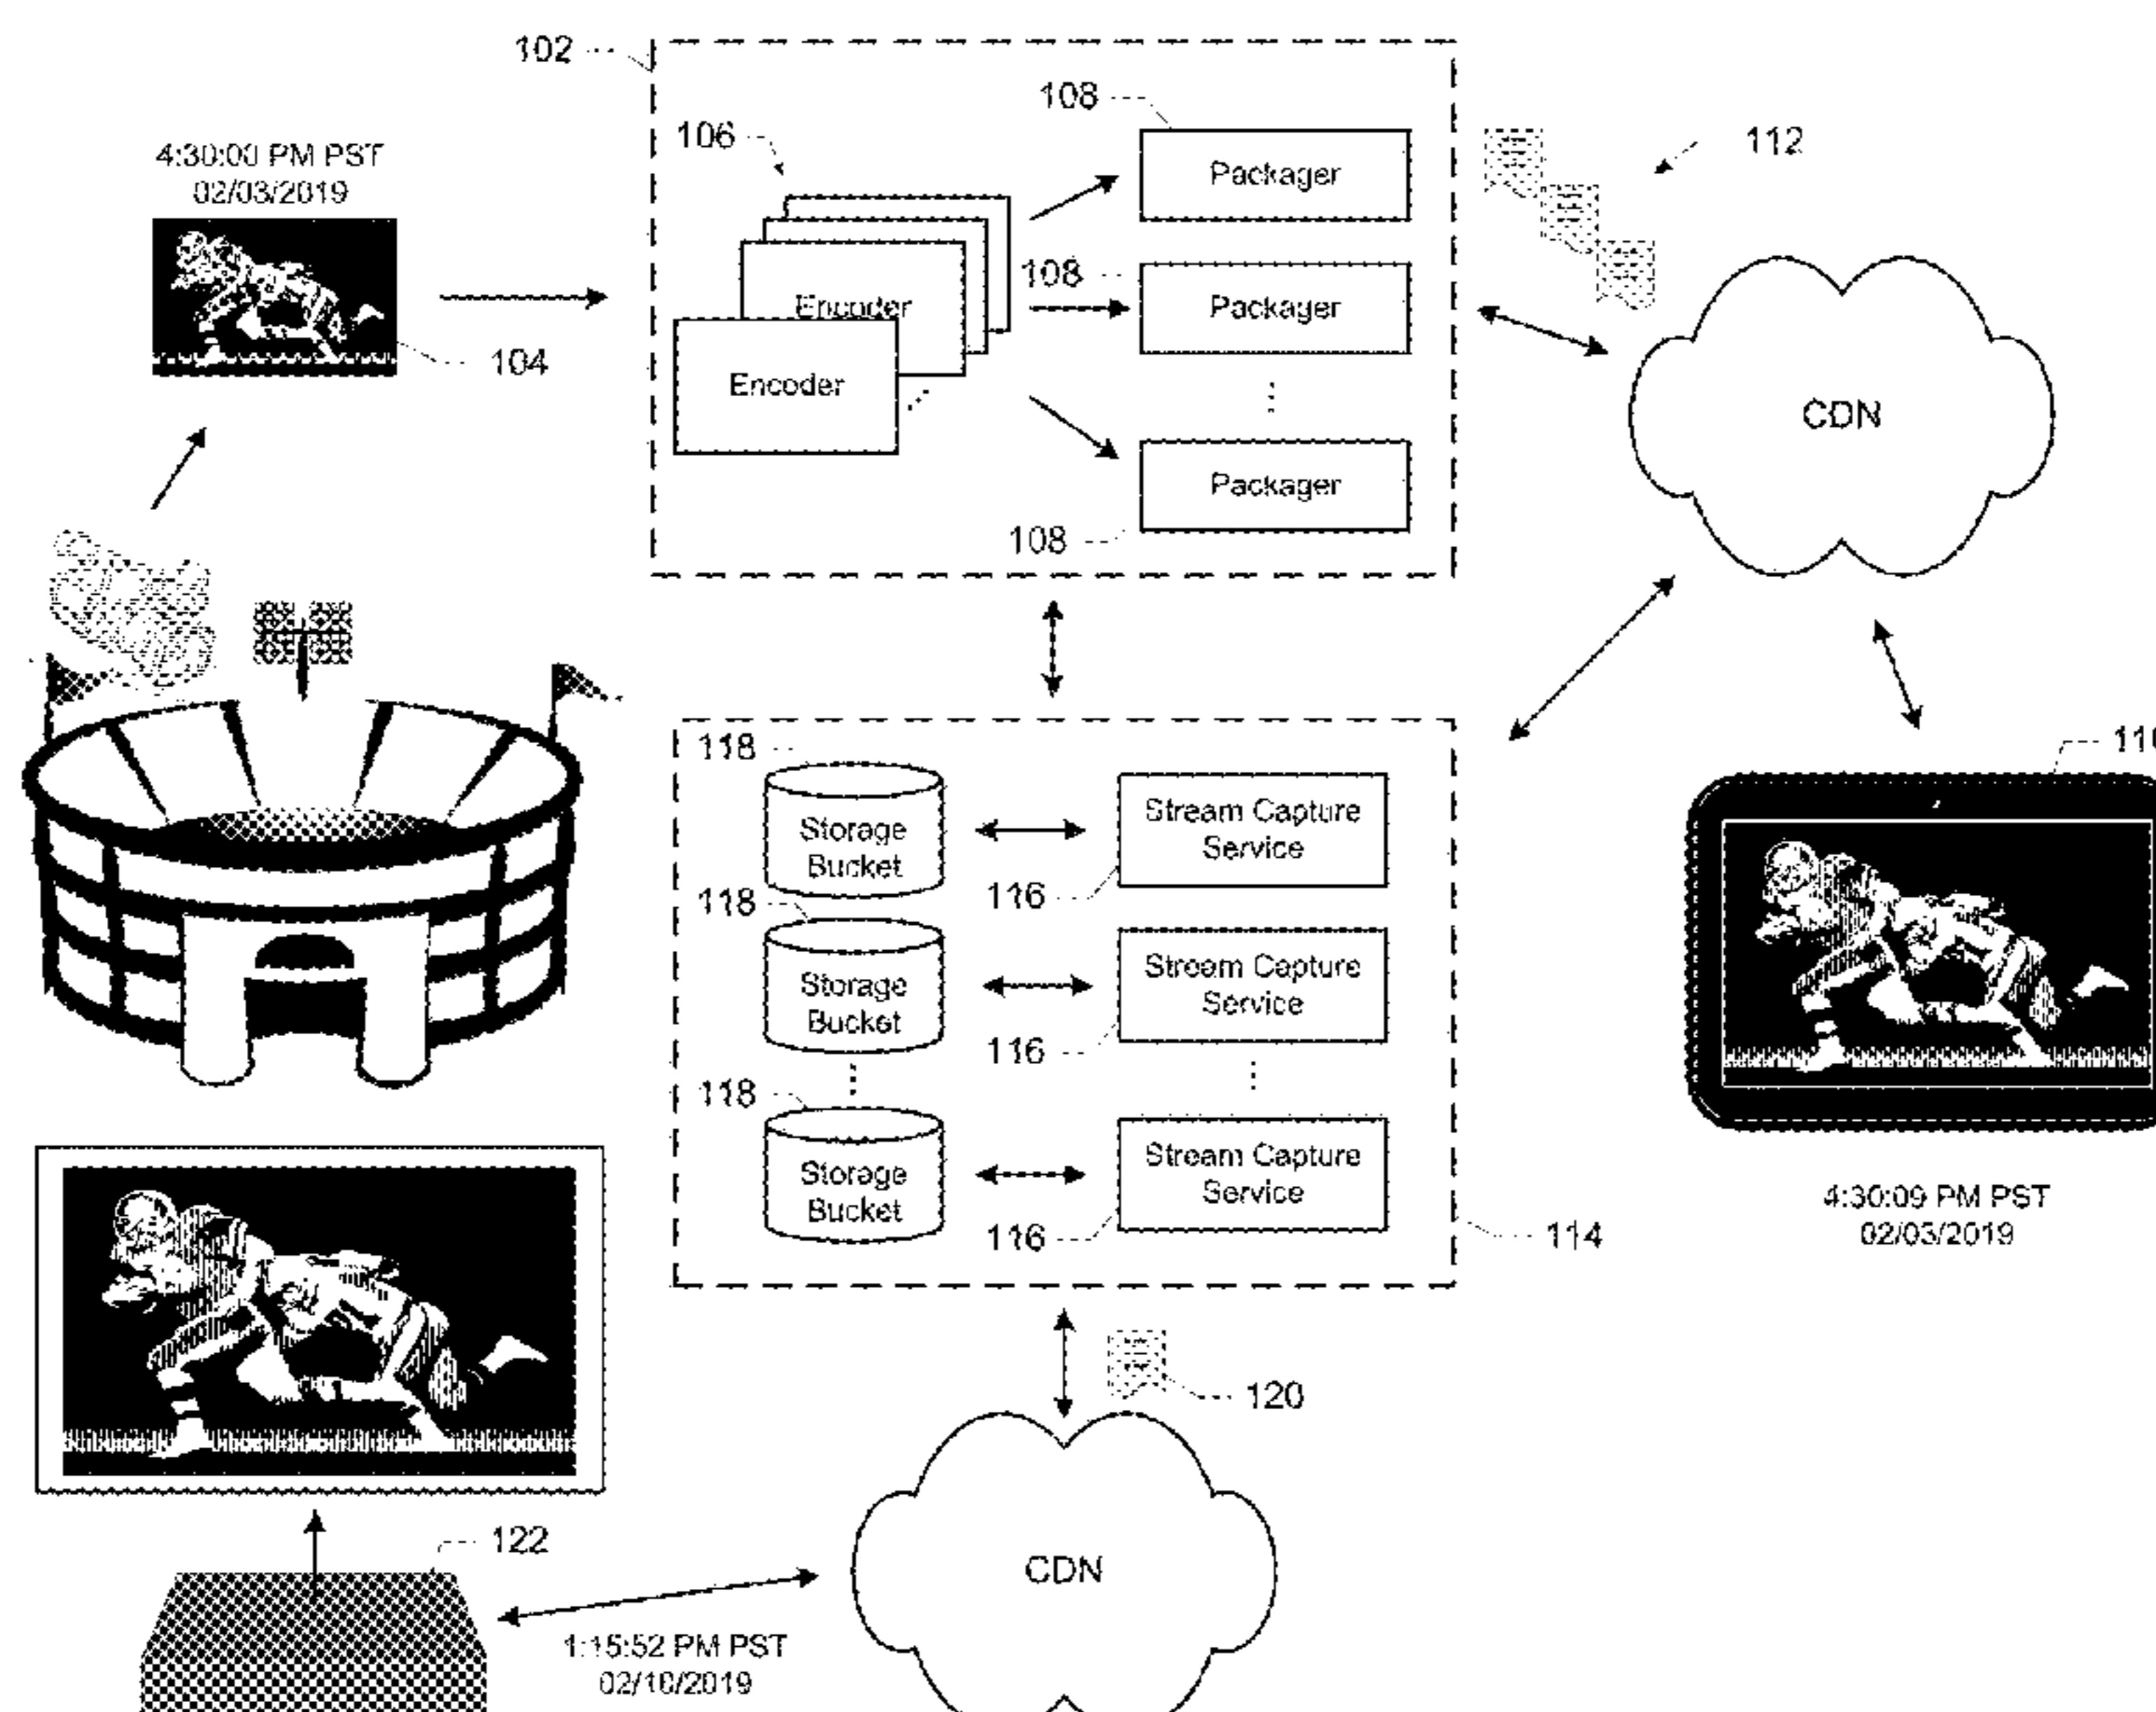 102
108
106
Packager
112
4:30:00 PM PST
02/03/2019
108
Encoder
Packager
104
Encoder
CDN
Packager
108
118
Stream Capture
Service
Storage
Bucket
116
118
Stream Capture
Service
Storage
Bucket
116
118
Stream Capture
Service
Storage
Bucket
116
114
4:30:09 PM PST
02/03/2019
120
122
CDN
1:15:52 PM PST
02/10/2019